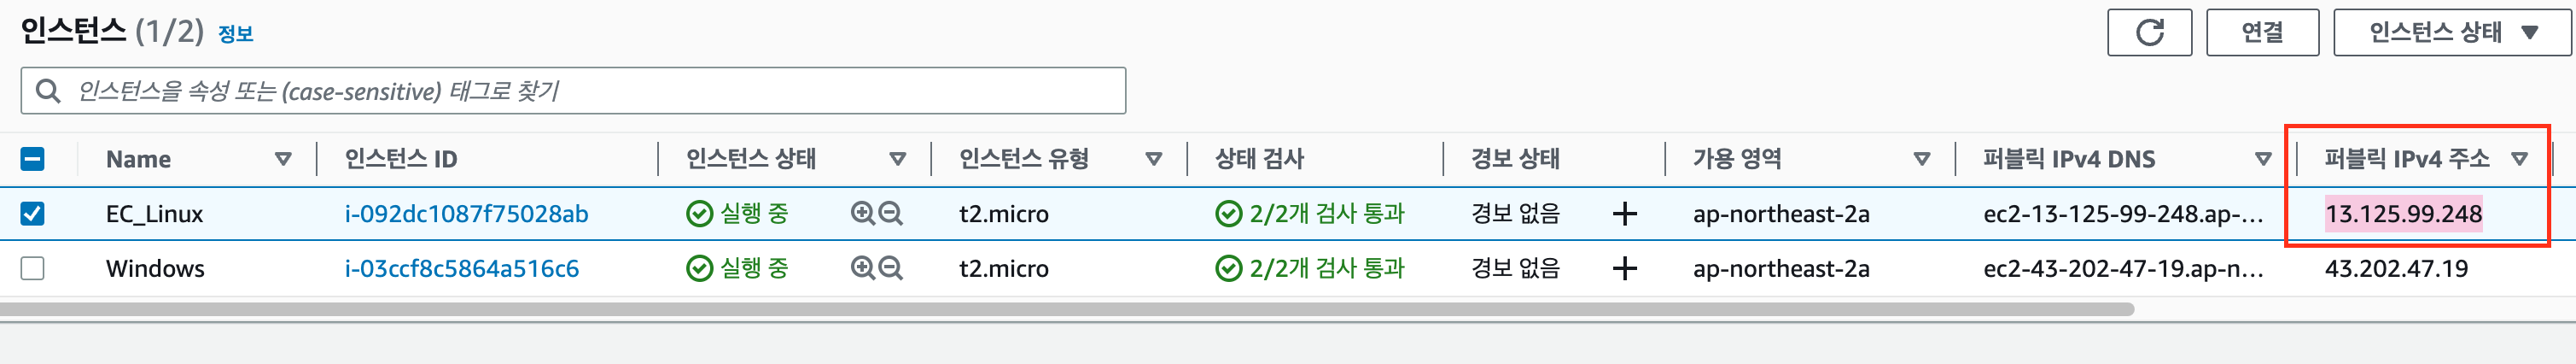 인스턴스 (1/2) 정보
연결
인스턴스 상태
인스턴스을 속성 또는 (case-sensitive) 태그로 찾기
Name 인스턴스 ID 인스턴스 상태 인스턴스 유형 상태 검사 경보 상태 가용 영역 퍼블릭 IPv4 DNS 퍼블릭 IPv4 주소
EC_Linux i-092dc1087f75028ab 실행 중 t2.micro 2/2개 검사 통과 경보 없음 + ap-northeast-2a ec2-13-125-99-248.ap-... 13.125.99.248
Windows i-03ccf8c5864a516c6 실행 중 t2.micro 2/2개 검사 통과 경보 없음 + ap-northeast-2a ec2-43-202-47-19.ap-n... 43.202.47.19